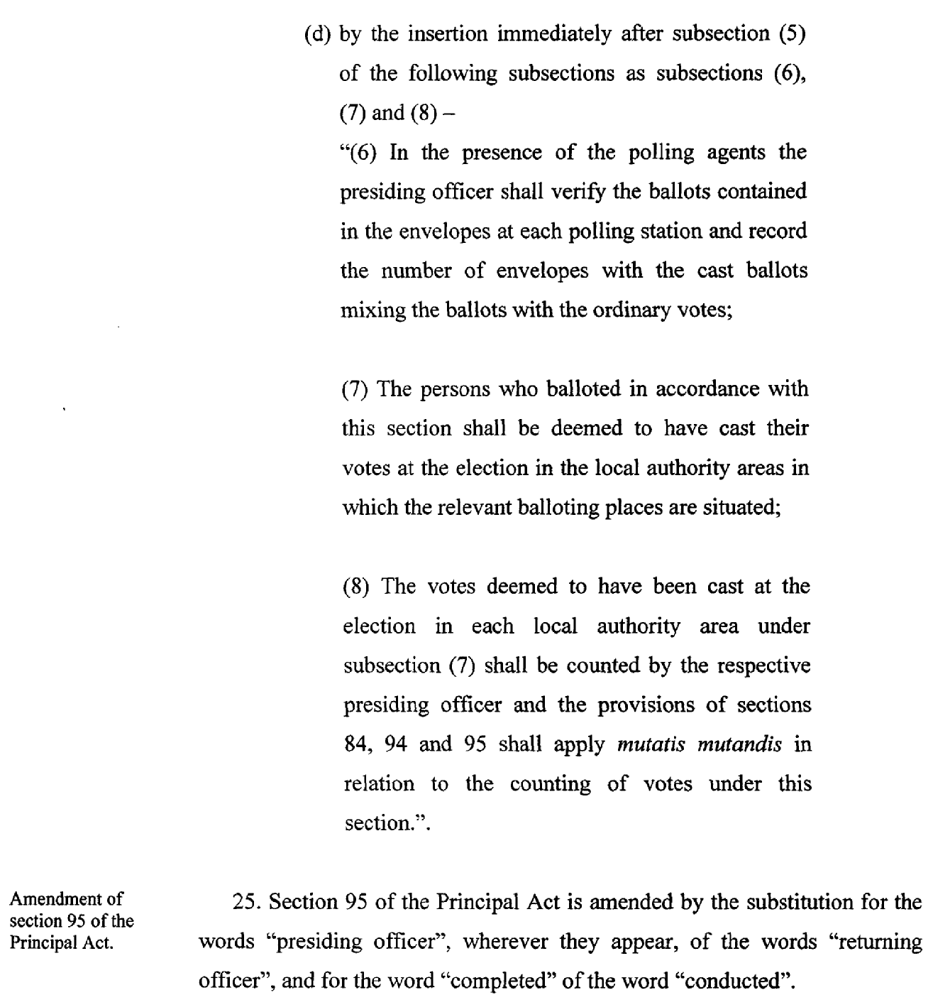 (d) by the insertion immediately after subsection (5)
of the following subsections as subsections (6),
(7) and (8) –
“(6) In the presence of the polling agents the
presiding officer shall verify the ballots contained
in the envelopes at each polling station and record
the number of envelopes with the cast ballots
mixing the ballots with the ordinary votes;
(7) The persons who balloted in accordance with
this section shall be deemed to have cast their
votes at the election in the local authority areas in
which the relevant balloting places are situated;
(8) The votes deemed to have been cast at the
election in each local authority area under
subsection (7) shall be counted by the respective
presiding officer and the provisions of sections
84, 94 and 95 shall apply mutatis mutandis in
relation to the counting of votes under this
section.”.
Amendment of
section 95 of the
Principal Act.
25. Section 95 of the Principal Act is amended by the substitution for the
words “presiding officer”, wherever they appear, of the words “returning
officer”, and for the word “completed” of the word “conducted”.